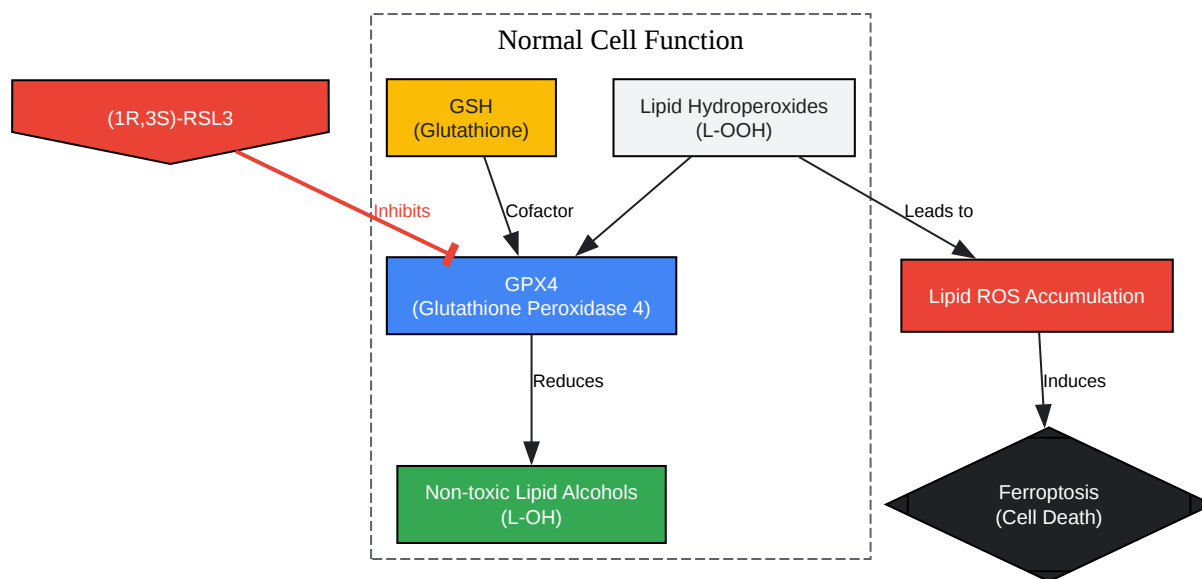 Normal Cell Function
(1R,3S)-RSL3
GSH
(Glutathione)
Lipid Hydroperoxides
(L-OOH)
Inhibits
Cofactor
Leads to
GPX4
(Glutathione Peroxidase 4)
Lipid ROS Accumulation
Reduces
Induces
Non-toxic Lipid Alcohols
(L-OH)
Ferroptosis
(Cell Death)